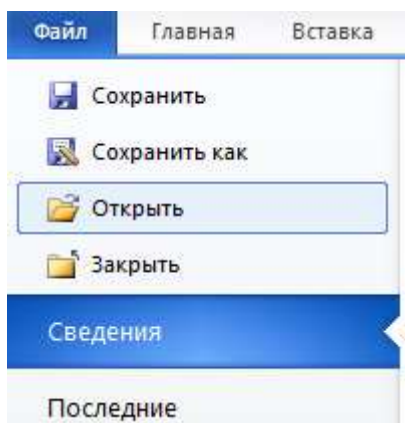 Файл Главная Вставка
Сохранить
Сохранить как
Открыть
Закрыть
Сведения
Последние